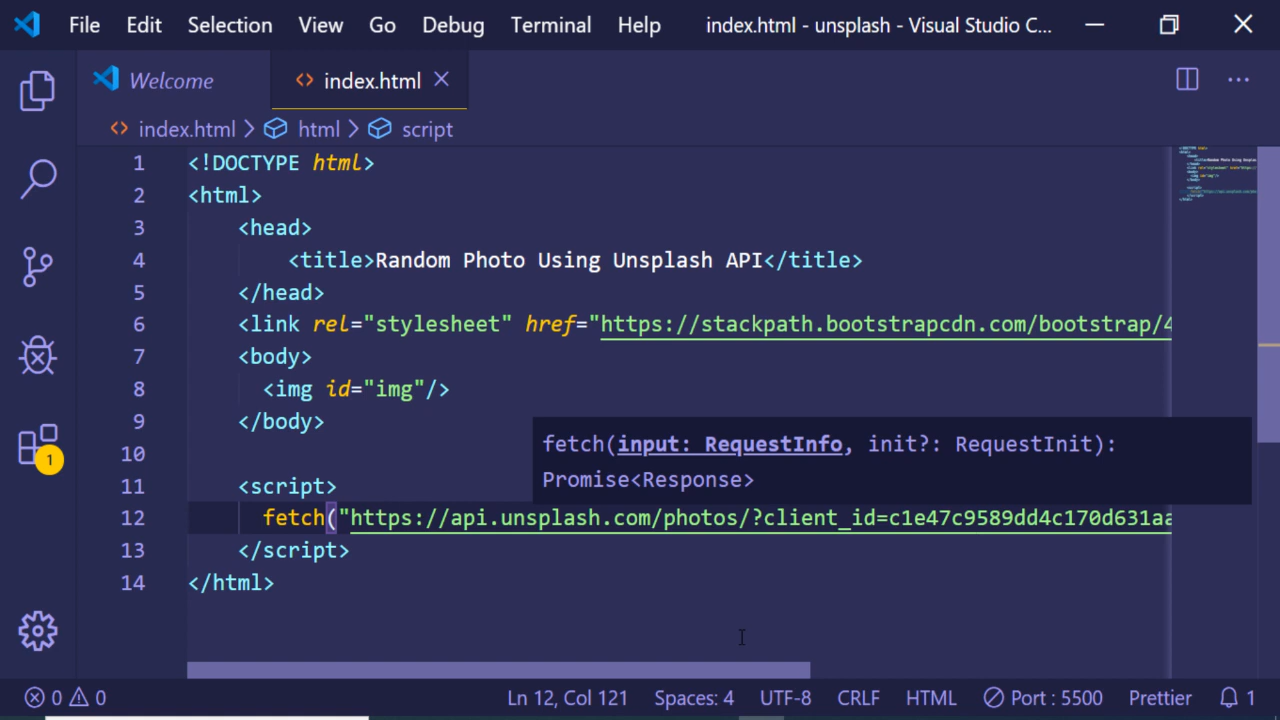 File Edit Selection View Go Debug Terminal Help index.html - unsplash - Visual Studio C...
Welcome index.html
index.html html script
1 <!DOCTYPE html>
2 <html>
3 <head>
4 <title>Random Photo Using Unsplash API</title>
5 </head>
6 <link rel="stylesheet" href="https://stackpath.bootstrapcdn.com/bootstrap/4
7 <body>
8 <img id="img"/>
9 </body>
fetch(input: RequestInfo, init?: RequestInit):
10
Promise<Response>
11 <script>
12 fetch("https://api.unsplash.com/photos/?client_id=c1e47c9589dd4c170d631aa
13 </script>
14 </html>
1
0 0 Ln 12, Col 121 Spaces: 4 UTF-8 CRLF HTML Port : 5500 Prettier 1